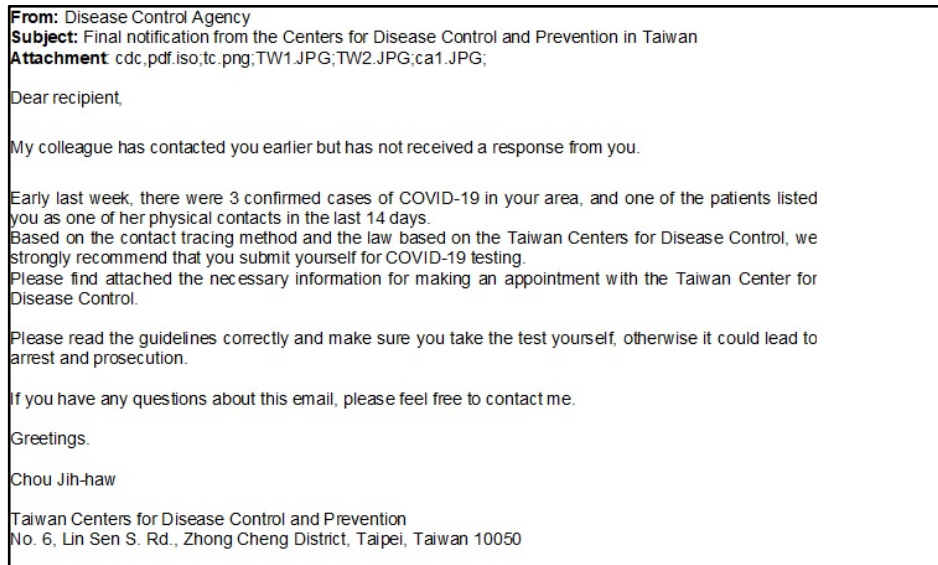 From: Disease Control Agency
Subject: Final notification from the Centers for Disease Control and Prevention in Taiwan
Attachment: cdc,pdf.iso;tc.png;TW1.JPG;TW2.JPG;ca1.JPG;
Dear recipient,
My colleague has contacted you earlier but has not received a response from you.
Early last week, there were 3 confirmed cases of COVID-19 in your area, and one of the patients listed
you as one of her physical contacts in the last 14 days.
Based on the contact tracing method and the law based on the Taiwan Centers for Disease Control, we
strongly recommend that you submit yourself for COVID-19 testing.
Please find attached the necessary information for making an appointment with the Taiwan Center for
Disease Control.
Please read the guidelines correctly and make sure you take the test yourself, otherwise it could lead to
arrest and prosecution.
If you have any questions about this email, please feel free to contact me.
Greetings.
Chou Jih-haw
Taiwan Centers for Disease Control and Prevention
No. 6, Lin Sen S. Rd., Zhong Cheng District, Taipei, Taiwan 10050